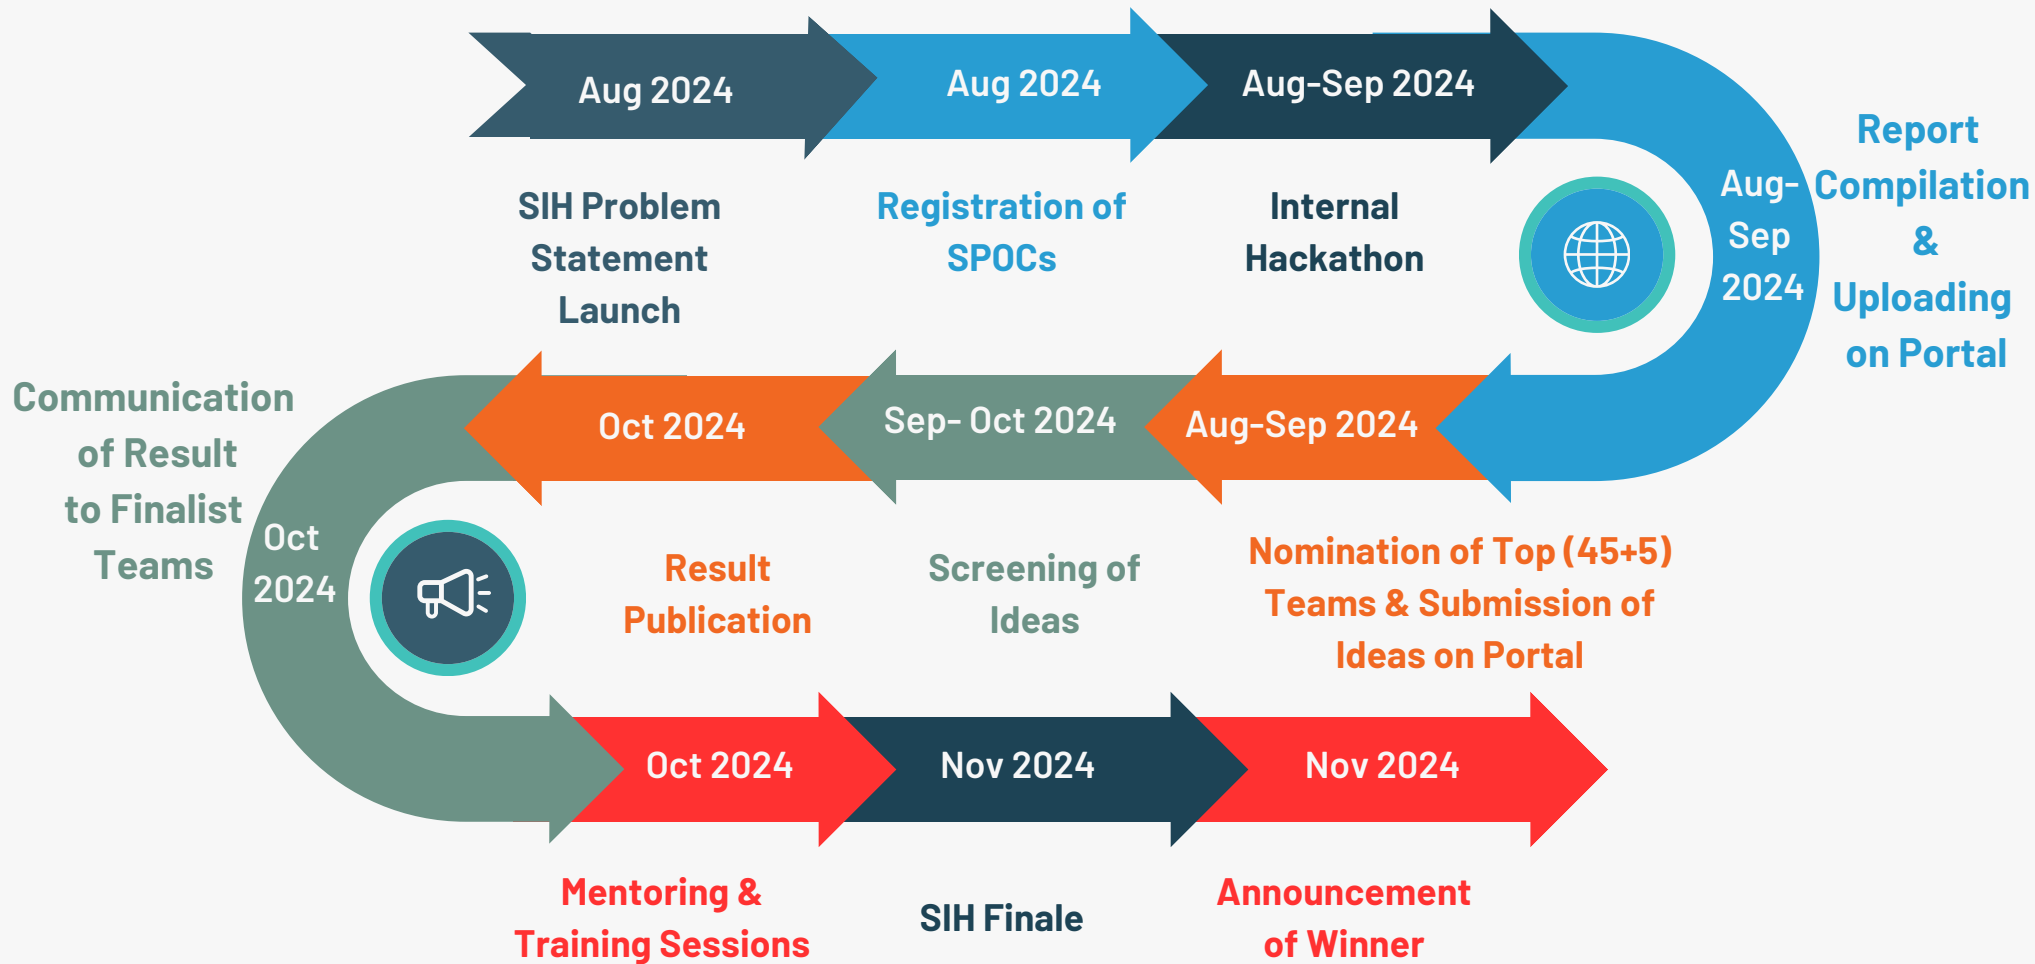 Aug 2024
Aug 2024
Aug-Sep 2024
SIH Problem
Statement
Launch
Registration of
SPOCs
Internal
Hackathon
Aug-
Sep
2024
Report
Compilation
&
Uploading
on Portal
Aug-Sep 2024
Nomination of Top (45+5)
Teams & Submission of
Ideas on Portal
Sep- Oct 2024
Screening of
Ideas
Oct 2024
Result
Publication
Oct
2024
Communication
of Result
to Finalist
Teams
Oct 2024
Mentoring &
Training Sessions
Nov 2024
SIH Finale
Nov 2024
Announcement
of Winner